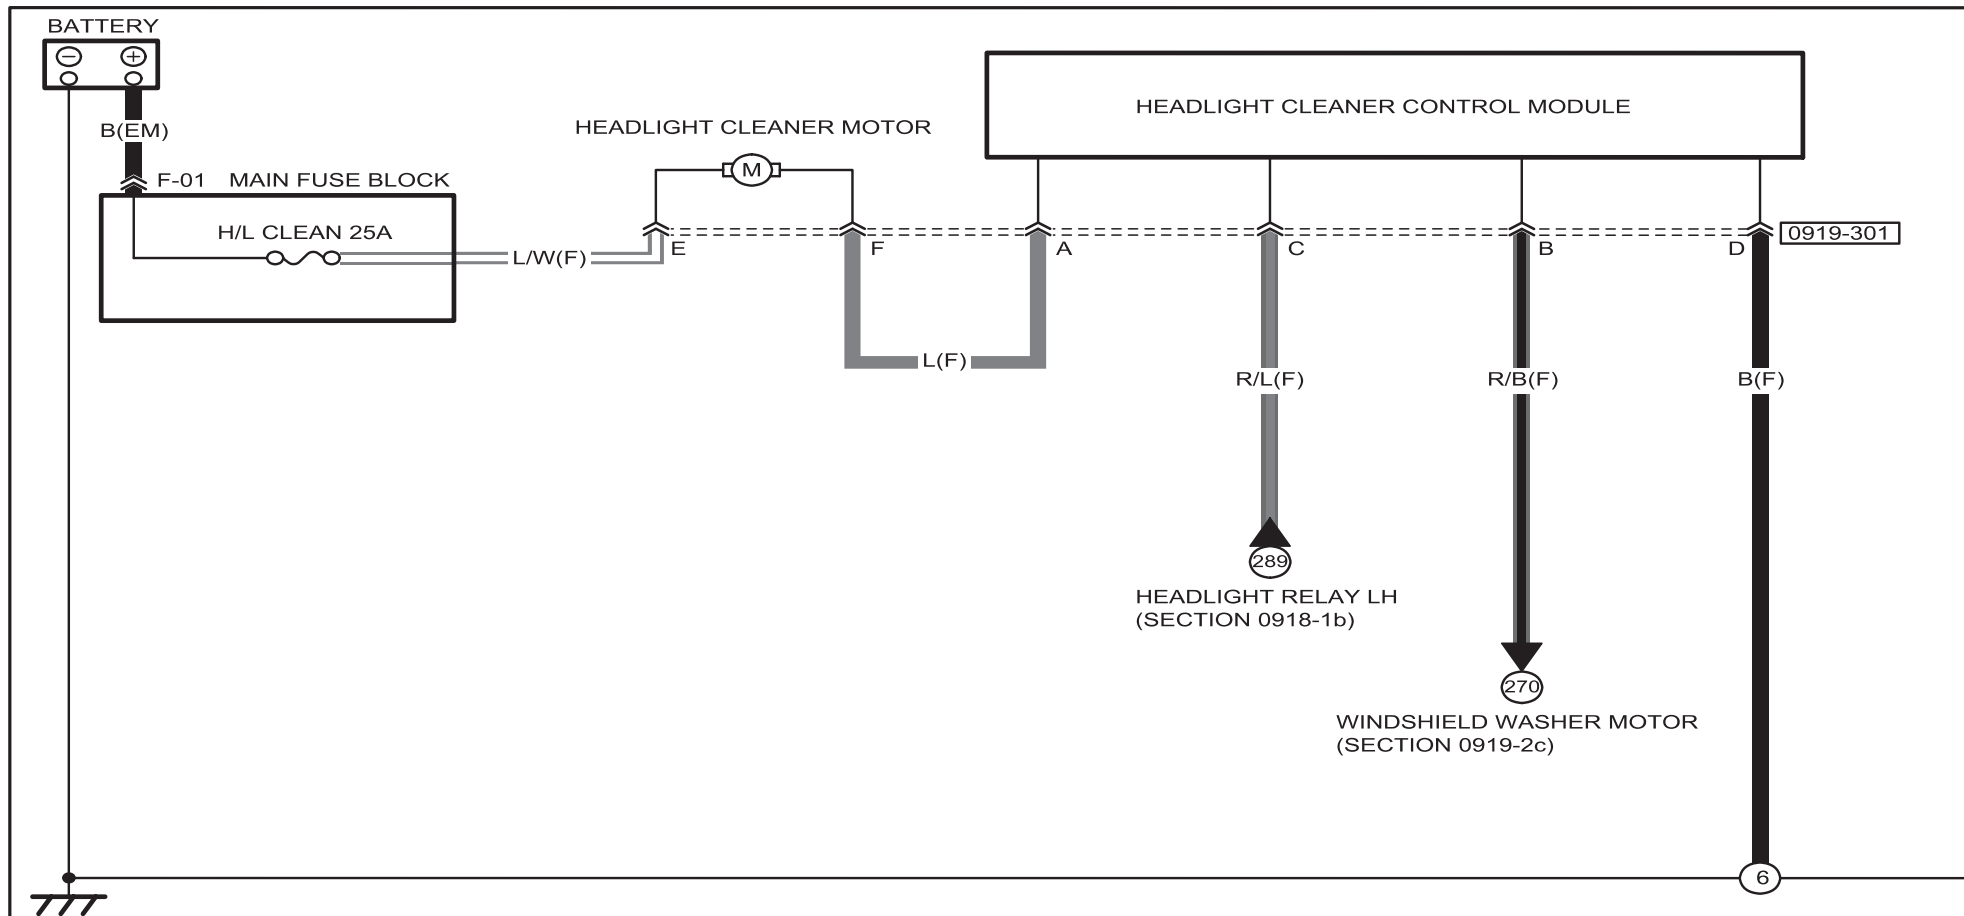 BATTERY
− +
B(EM)
F-01 MAIN FUSE BLOCK
H/L CLEAN 25A
L/W(F)
HEADLIGHT CLEANER MOTOR
M
HEADLIGHT CLEANER CONTROL MODULE
E F A C B D 0919-301
L(F)
R/L(F) R/B(F) B(F)
289
HEADLIGHT RELAY LH
(SECTION 0918-1b)
270
WINDSHIELD WASHER MOTOR
(SECTION 0919-2c)
6